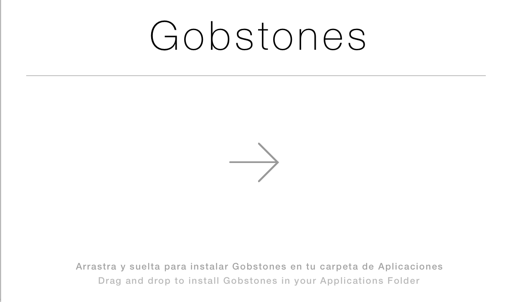 Gobstones
Arrastra y suelta para instalar Gobstones en tu carpeta de Aplicaciones
Drag and drop to install Gobstones in your Applications Folder